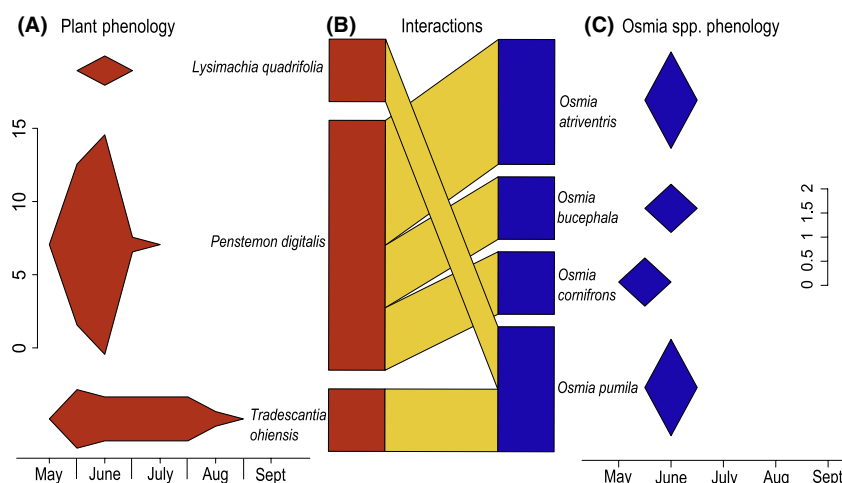 (A) Plant phenology
(B) Interactions
(C) Osmia spp. phenology
Lysimachia quadrifolia
Penstemon digitalis
Tradescantia
ohiensis
15
10
5
0
May | June | July | Aug | Sept
Osmia
atriventris
Osmia
bucephala
Osmia
cornifrons
Osmia pumila
2
1.5
1
0.5
0
May June July Aug Sept